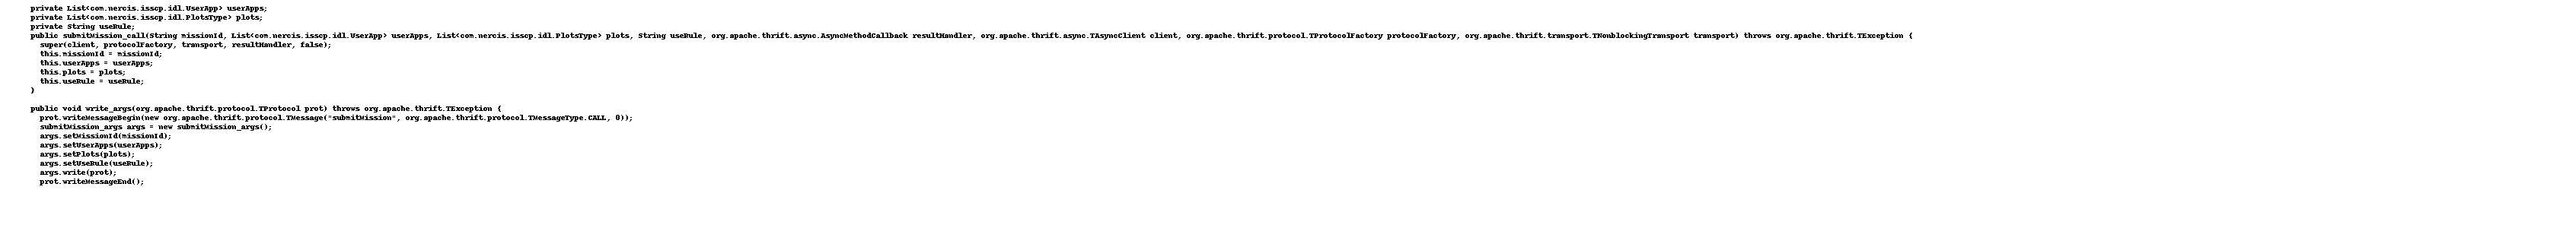 private List<com.nercis.isscp.idl.UserApp> userApps;
private List<com.nercis.isscp.idl.PlotsType> plots;
private String useRule;
public submitMission_call(String missionId, List<com.nercis.isscp.idl.UserApp> userApps, List<com.nercis.isscp.idl.PlotsType> plots, String useRule, org.apache.thrift.async.AsyncMethodCallback resultHandler, org.apache.thrift.async.TAsyncClient client, org.apache.thrift.protocol.TProtocolFactory protocolFactory, org.apache.thrift.transport.TNonblockingTransport transport) throws org.apache.thrift.TException {
super(client, protocolFactory, transport, resultHandler, false);
this.missionId = missionId;
this.userApps = userApps;
this.plots = plots;
this.useRule = useRule;
}
public void write_args(org.apache.thrift.protocol.TProtocol prot) throws org.apache.thrift.TException {
prot.writeMessageBegin(new org.apache.thrift.protocol.TMessage("submitMission", org.apache.thrift.protocol.TMessageType.CALL, 0));
submitMission_args args = new submitMission_args();
args.setMissionId(missionId);
args.setUserApps(userApps);
args.setPlots(plots);
args.setUseRule(useRule);
args.write(prot);
prot.writeMessageEnd();